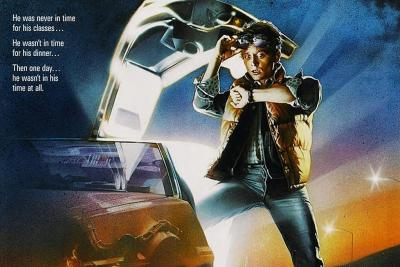 He was never in time
for his classes...
He wasn't in time
for his dinner...
Then one day...
he wasn't in his
time at all.